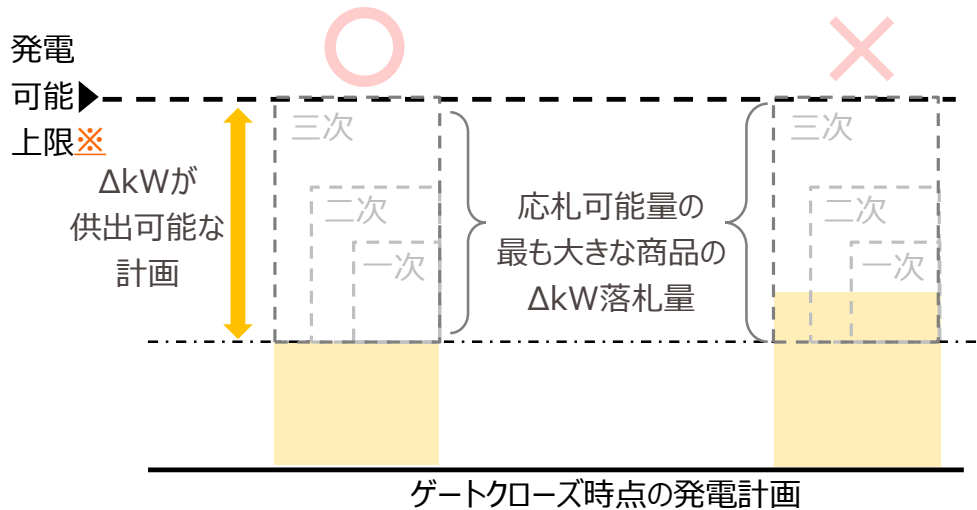 発電
可能▶
上限※
ΔkWが
供出可能な
計画
三次
二次
一次
応札可能量の
最も大きな商品の
ΔkW落札量
三次
二次
一次
ゲートクローズ時点の発電計画